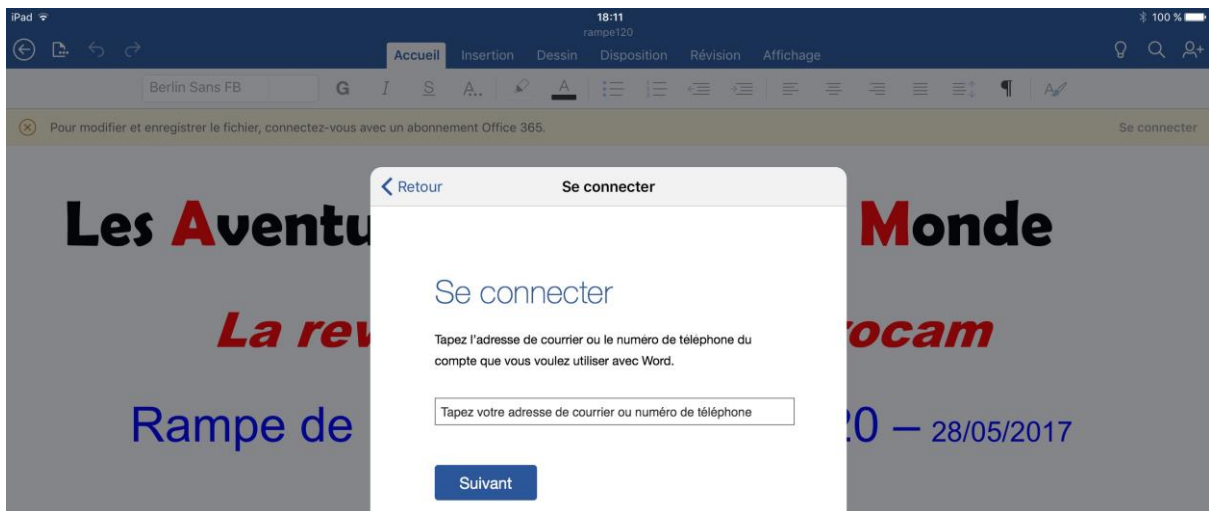 iPad 18:11 100 %
rampe120
Accueil Insertion Dessin Disposition Révision Affichage
Berlin Sans FB G I S A... A ¶ A
Pour modifier et enregistrer le fichier, connectez-vous avec un abonnement Office 365. Se connecter
Retour Se connecter
Les Aventu Monde
Se connecter
La rev ocam
Tapez l'adresse de courrier ou le numéro de téléphone du
compte que vous voulez utiliser avec Word.
Tapez votre adresse de courrier ou numéro de téléphone
Rampe de 0 – 28/05/2017
Suivant